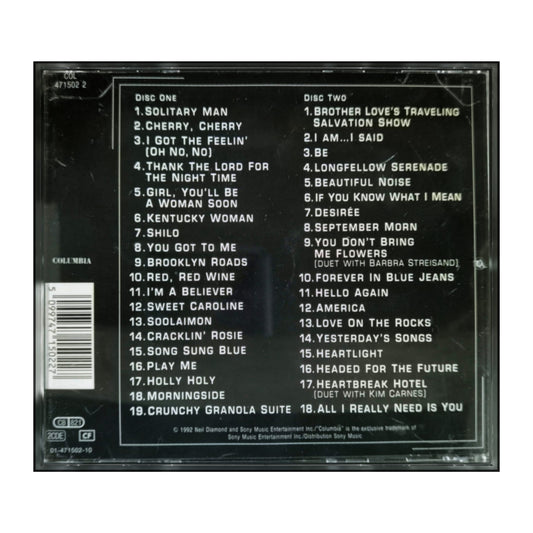 COL
471502 2
DISC ONE
1. SOLITARY MAN
2. CHERRY, CHERRY
3. I GOT THE FEELIN'
(OH NO, NO)
4. THANK THE LORD FOR
THE NIGHT TIME
5. GIRL, YOU'LL BE
A WOMAN SOON
6. KENTUCKY WOMAN
7. SHILO
8. YOU GOT TO ME
9. BROOKLYN ROADS
10. RED, RED WINE
11. I'M A BELIEVER
12. SWEET CAROLINE
13. SOOLAIMON
14. CRACKLIN' ROSIE
15. SONG SUNG BLUE
16. PLAY ME
17. HOLLY HOLY
18. MORNINGSIDE
19. CRUNCHY GRANOLA SUITE
DISC TWO
1. BROTHER LOVE'S TRAVELING
SALVATION SHOW
2. I AM...I SAID
3. BE
4. LONGFELLOW SERENADE
5. BEAUTIFUL NOISE
6. IF YOU KNOW WHAT I MEAN
7. DESIRÉE
8. SEPTEMBER MORN
9. YOU DON'T BRING
ME FLOWERS
(DUET WITH BARBRA STREISAND)
10. FOREVER IN BLUE JEANS
11. HELLO AGAIN
12. AMERICA
13. LOVE ON THE ROCKS
14. YESTERDAY'S SONGS
15. HEARTLIGHT
16. HEADED FOR THE FUTURE
17. HEARTBREAK HOTEL
(DUET WITH KIM CARNES)
18. ALL I REALLY NEED IS YOU
COLUMBIA
5 099747 150227
CB 821
2CDE
CF
01-471502-10
© 1992 Neil Diamond and Sony Music Entertainment Inc./"Columbia" is the exclusive trademark of
Sony Music Entertainment Inc./Distribution Sony Music